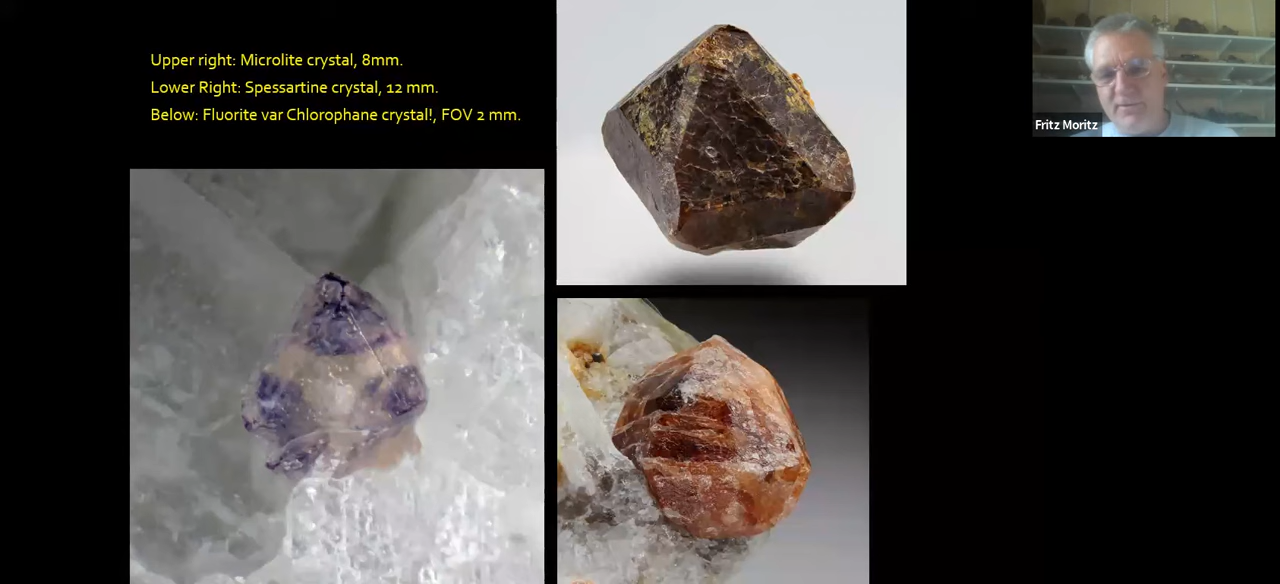 Upper right: Microlite crystal, 8mm.
Lower Right: Spessartine crystal, 12 mm.
Below: Fluorite var Chlorophane crystal!, FOV 2 mm.
Fritz Moritz